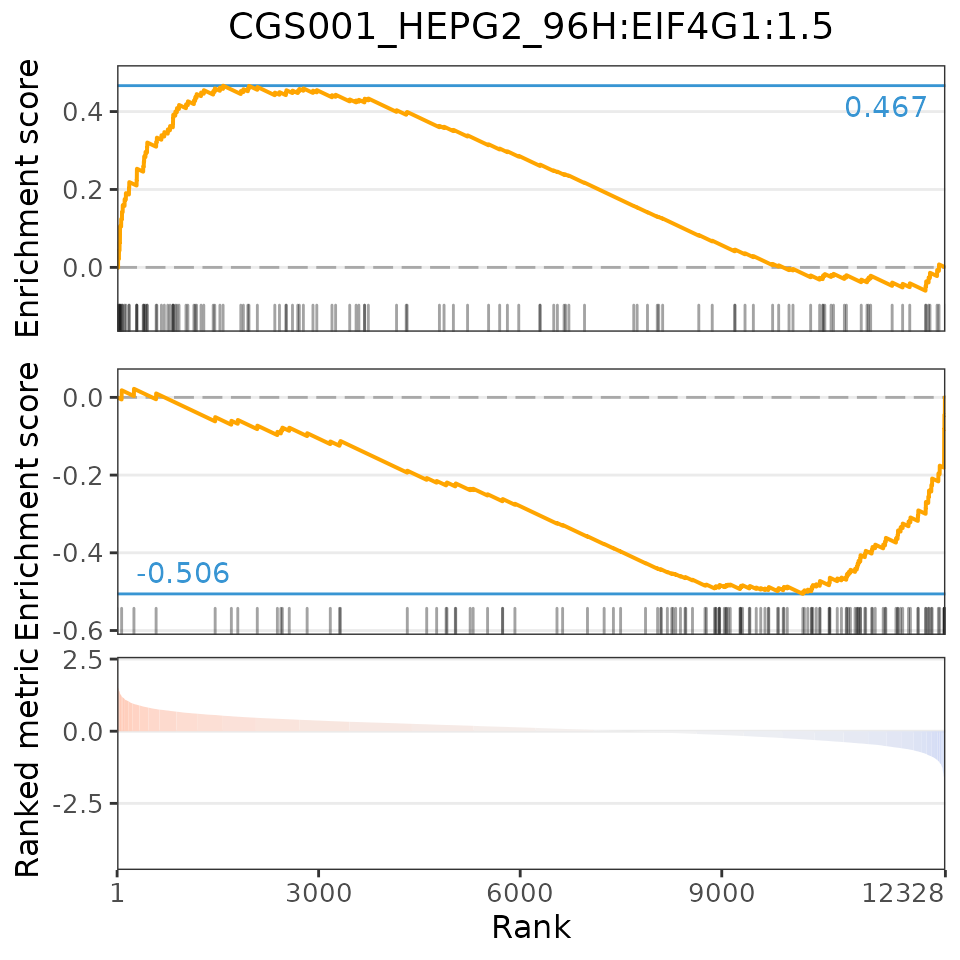 CGS001_HEPG2_96H:EIF4G1:1.5
Enrichment score
0.4
0.2
0.0
0.467
Enrichment score
0.0
-0.2
-0.4
-0.6
-0.506
Ranked metric
2.5
0.0
-2.5
1 3000 6000 9000 12328
Rank